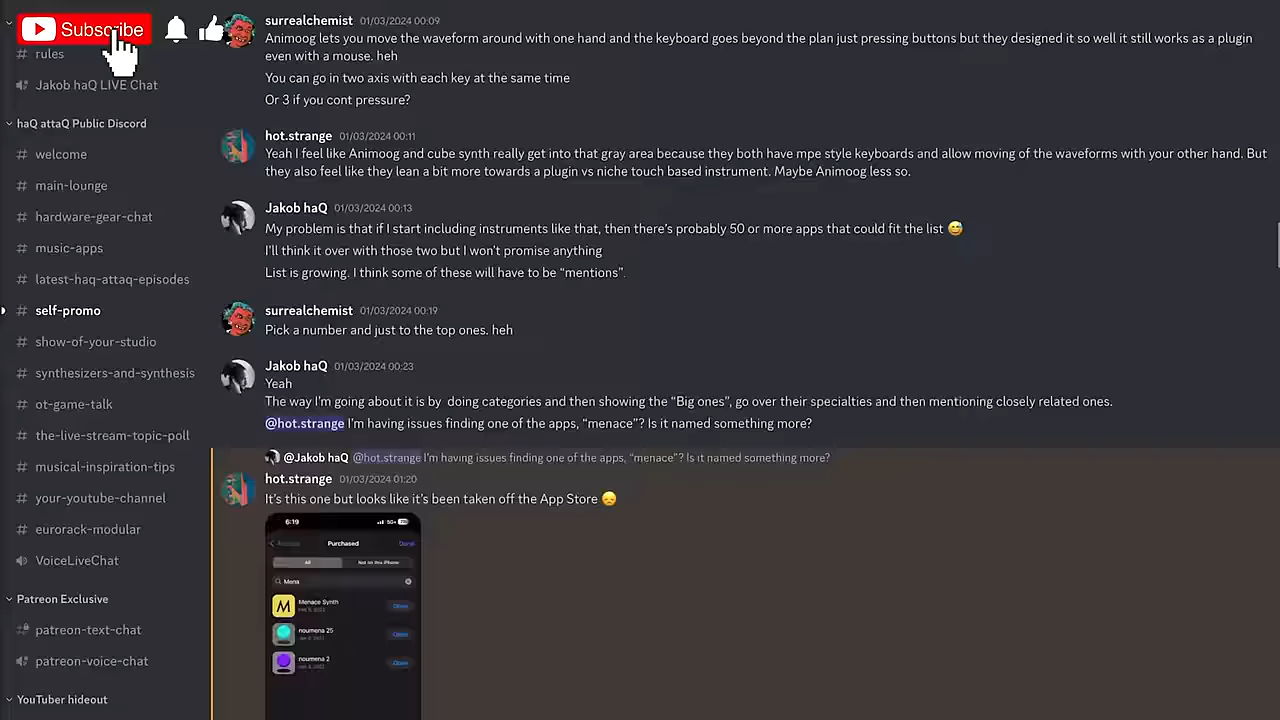 Subscribe
rules
Jakob haQ LIVE Chat
haQ attaQ Public Discord
# welcome
# main-lounge
# hardware-gear-chat
# music-apps
# latest-haq-attaq-episodes
# self-promo
# show-of-your-studio
# synthesizers-and-synthesis
# ot-game-talk
# the-live-stream-topic-poll
# musical-inspiration-tips
# your-youtube-channel
# eurorack-modular
VoiceLiveChat
Patreon Exclusive
patreon-text-chat
patreon-voice-chat
YouTuber hideout
surrealchemist 01/03/2024 00:09
Animoog lets you move the waveform around with one hand and the keyboard goes beyond the plan just pressing buttons but they designed it so well it still works as a plugin
even with a mouse. heh
You can go in two axis with each key at the same time
Or 3 if you cont pressure?
hot.strange 01/03/2024 00:11
Yeah I feel like Animoog and cube synth really get into that gray area because they both have mpe style keyboards and allow moving of the waveforms with your other hand. But
they also feel like they lean a bit more towards a plugin vs niche touch based instrument. Maybe Animoog less so.
Jakob haQ 01/03/2024 00:13
My problem is that if I start including instruments like that, then there's probably 50 or more apps that could fit the list 😅
I'll think it over with those two but I won't promise anything
List is growing. I think some of these will have to be “mentions”.
surrealchemist 01/03/2024 00:19
Pick a number and just to the top ones. heh
Jakob haQ 01/03/2024 00:23
Yeah
The way I'm going about it is by doing categories and then showing the “Big ones”, go over their specialties and then mentioning closely related ones.
@hot.strange I'm having issues finding one of the apps, “menace”? Is it named something more?
@Jakob haQ @hot.strange I'm having issues finding one of the apps, “menace”? Is it named something more?
hot.strange 01/03/2024 01:20
It's this one but looks like it's been taken off the App Store 😞
6:19
Purchased
Done
All
Not on this iPhone
Mena
Menace Synth
Open
noumena 25
Open
noumena 2
Open